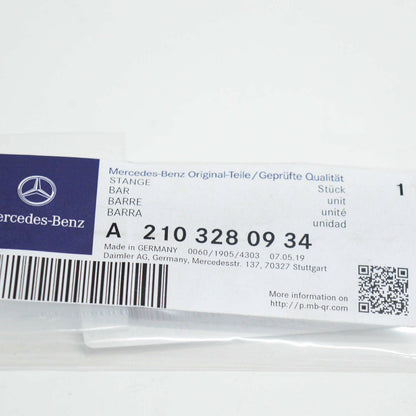 Mercedes-Benz Original-Teile/Geprüfte Qualität
STANGE Stück 1
BAR unit
BARRE unité
BARRA unidad
A 210 328 09 34
Made in GERMANY 0060/1905/4303 07.05.19
Daimler AG, Germany, Mercedesstr. 137, 70327 Stuttgart
More information on
http://p.mb-qr.com
ercedes-Benz